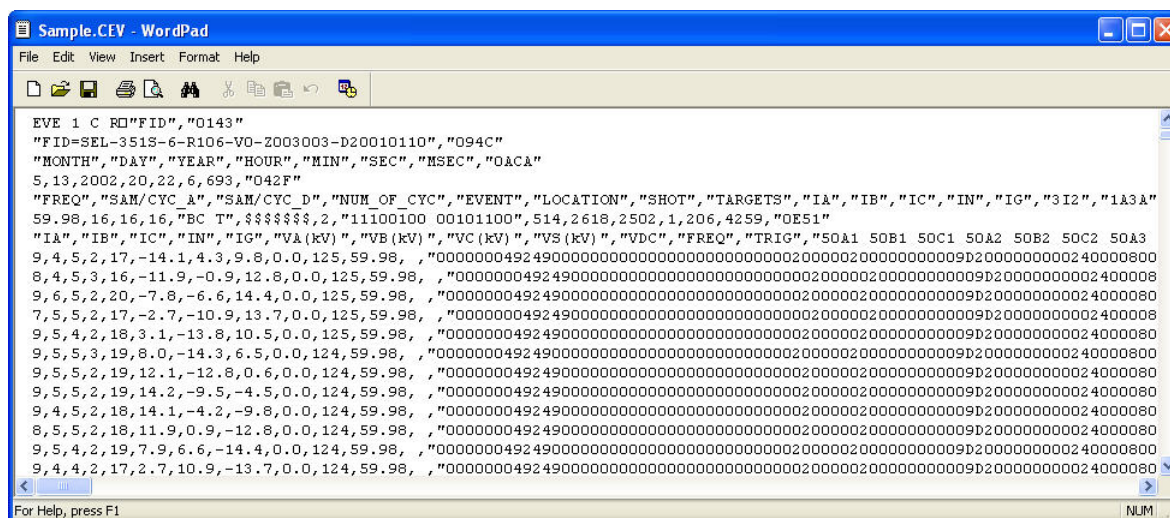 Sample.CEV - WordPad
File Edit View Insert Format Help
EVE 1 C R□"FID","0143"
"FID=SEL-351S-6-R106-V0-Z003003-D20010110","094C"
"MONTH","DAY","YEAR","HOUR","MIN","SEC","MSEC","0ACA"
5,13,2002,20,22,6,693,"042F"
"FREQ","SAM/CYC_A","SAM/CYC_D","NUM_OF_CYC","EVENT","LOCATION","SHOT","TARGETS","IA","IB","IC","IN","IG","3I2","1A3A"
59.98,16,16,16,"BC T",$$$$$$$,2,"11100100 00101100",514,2618,2502,1,206,4259,"0E51"
"IA","IB","IC","IN","IG","VA(kV)","VB(kV)","VC(kV)","VS(kV)","VDC","FREQ","TRIG","50A1 50B1 50C1 50A2 50B2 50C2 50A3
9,4,5,2,17,-14.1,4.3,9.8,0.0,125,59.98, ,"0000000492490000000000000000000000002000002000000000009D20000000000240000800
8,4,5,3,16,-11.9,-0.9,12.8,0.0,125,59.98, ,"0000000492490000000000000000000000002000002000000000009D2000000000024000080
9,6,5,2,20,-7.8,-6.6,14.4,0.0,125,59.98, ,"0000000492490000000000000000000000002000002000000000009D200000000002400080
7,5,5,2,17,-2.7,-10.9,13.7,0.0,125,59.98, ,"0000000492490000000000000000000000002000002000000000009D200000000002400008
9,5,4,2,18,3.1,-13.8,10.5,0.0,125,59.98, ,"0000000492490000000000000000000000002000002000000000009D2000000000024000080
9,5,5,3,19,8.0,-14.3,6.5,0.0,124,59.98, ,"0000000492490000000000000000000000002000002000000000009D20000000000240000800
9,5,5,2,19,12.1,-12.8,0.6,0.0,124,59.98, ,"0000000492490000000000000000000000002000002000000000009D2000000000024000080
9,5,5,2,19,14.2,-9.5,-4.5,0.0,124,59.98, ,"0000000492490000000000000000000000002000002000000000009D2000000000024000080
9,4,5,2,18,14.1,-4.2,-9.8,0.0,124,59.98, ,"0000000492490000000000000000000000002000002000000000009D2000000000024000080
8,5,5,2,18,11.9,0.9,-12.8,0.0,124,59.98, ,"0000000492490000000000000000000000002000002000000000009D2000000000024000080
9,5,4,2,19,7.9,6.6,-14.4,0.0,124,59.98, ,"0000000492490000000000000000000000002000002000000000009D2000000000024000080
9,4,4,2,17,2.7,10.9,-13.7,0.0,124,59.98, ,"0000000492490000000000000000000000002000002000000000009D2000000000024000080
For Help, press F1
NUM